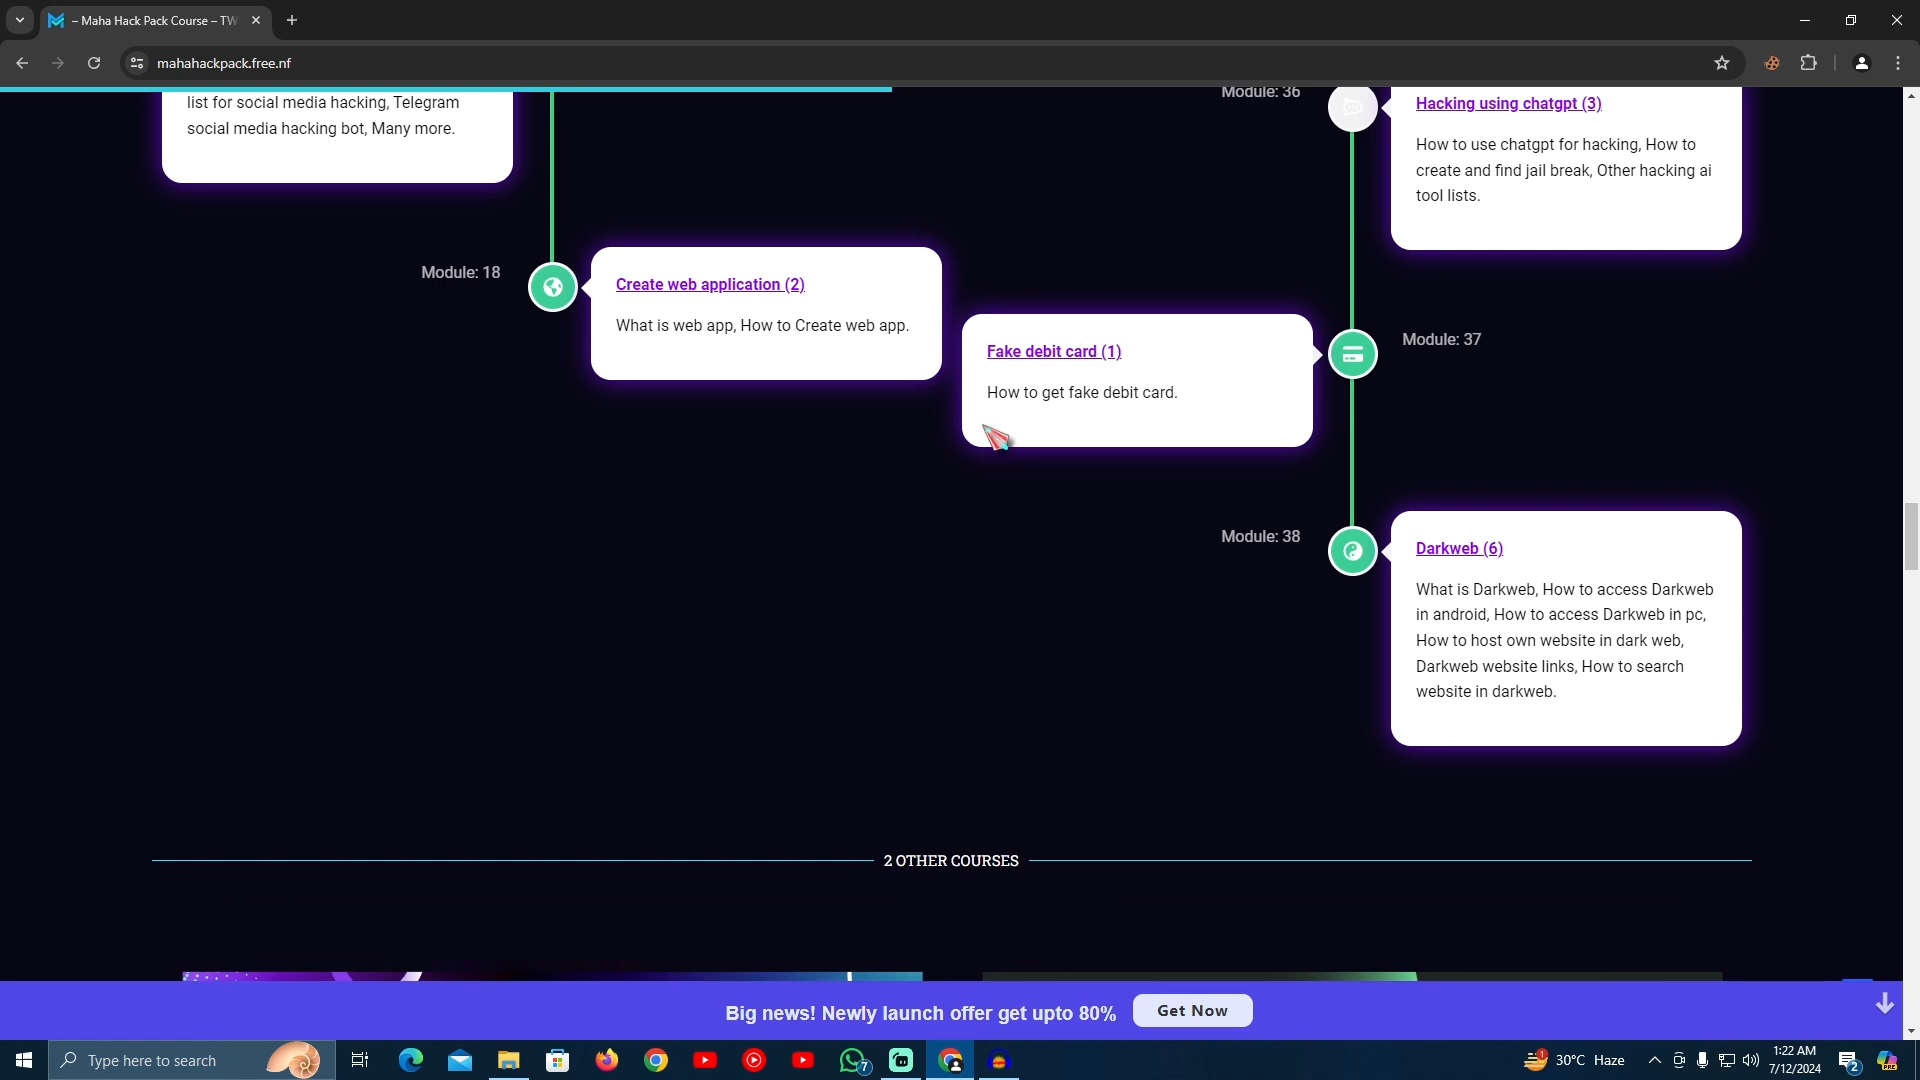 – Maha Hack Pack Course – TW
mahahackpack.free.nf
list for social media hacking, Telegram
social media hacking bot, Many more.
Module: 18
Create web application (2)
What is web app, How to Create web app.
Module: 36
Hacking using chatgpt (3)
How to use chatgpt for hacking, How to
create and find jail break, Other hacking ai
tool lists.
Fake debit card (1)
How to get fake debit card.
Module: 37
Module: 38
Darkweb (6)
What is Darkweb, How to access Darkweb
in android, How to access Darkweb in pc,
How to host own website in dark web,
Darkweb website links, How to search
website in darkweb.
2 OTHER COURSES
Big news! Newly launch offer get upto 80%
Get Now
Type here to search
7
1
30°C Haze
1:22 AM
7/12/2024
2
PRE